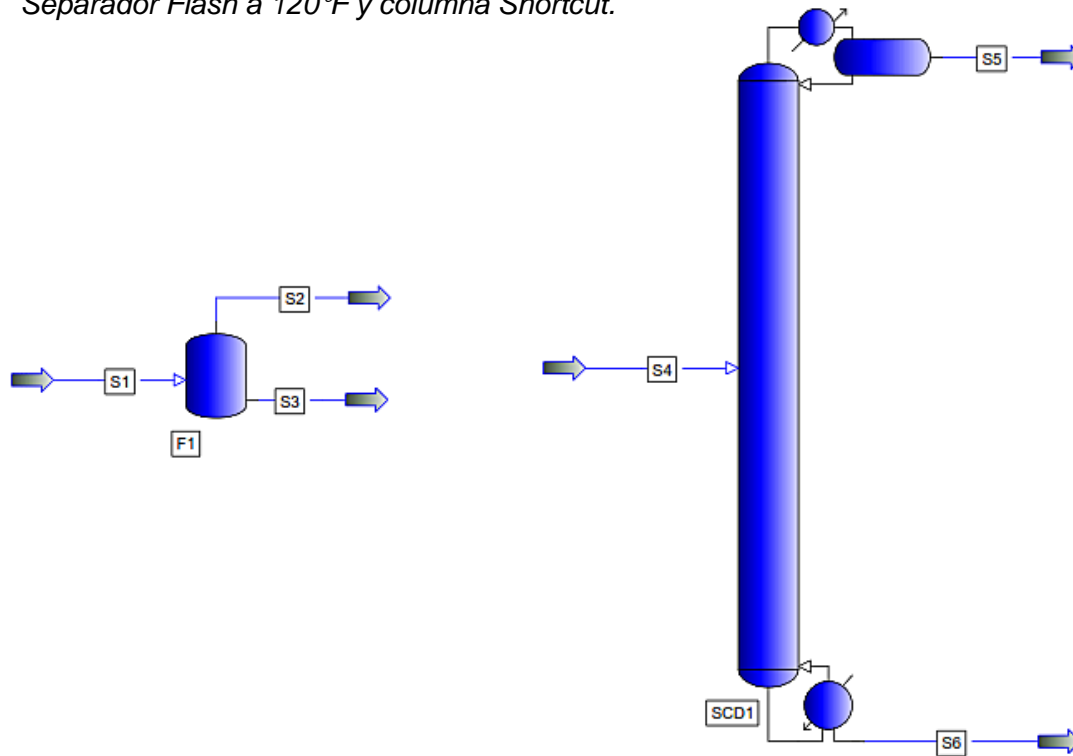 Separador Flash a 120°F y columna Shortcut.
S5
S2
S1
S4
S3
F1
SCD1
S6